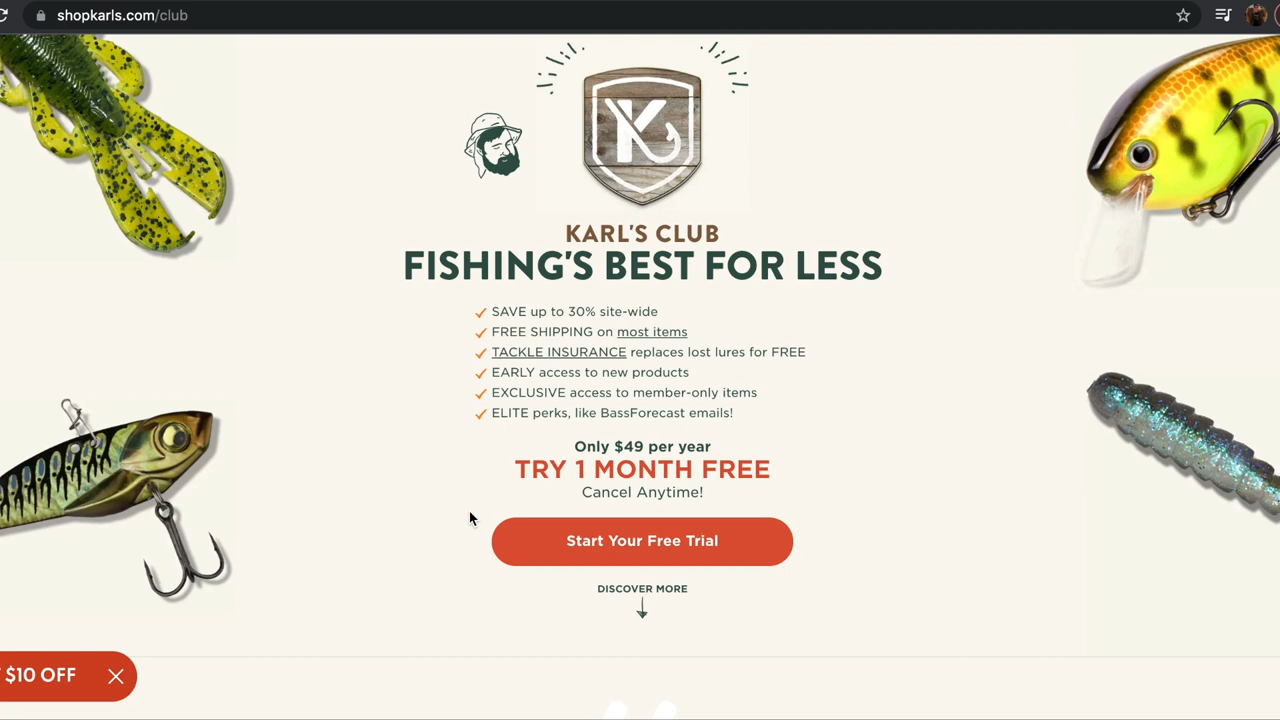 shopkarls.com/club
K
KARL'S CLUB
FISHING'S BEST FOR LESS
SAVE up to 30% site-wide
FREE SHIPPING on most items
TACKLE INSURANCE replaces lost lures for FREE
EARLY access to new products
EXCLUSIVE access to member-only items
ELITE perks, like BassForecast emails!
Only $49 per year
TRY 1 MONTH FREE
Cancel Anytime!
Start Your Free Trial
DISCOVER MORE
$10 OFF